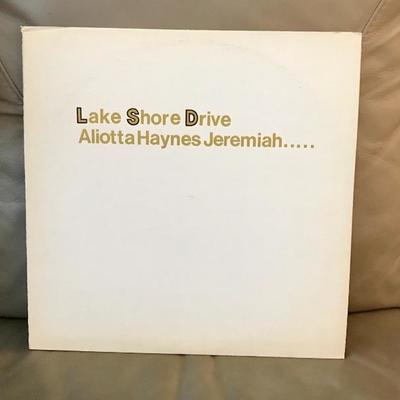 Lake Shore Drive
Aliotta Haynes Jeremiah.....